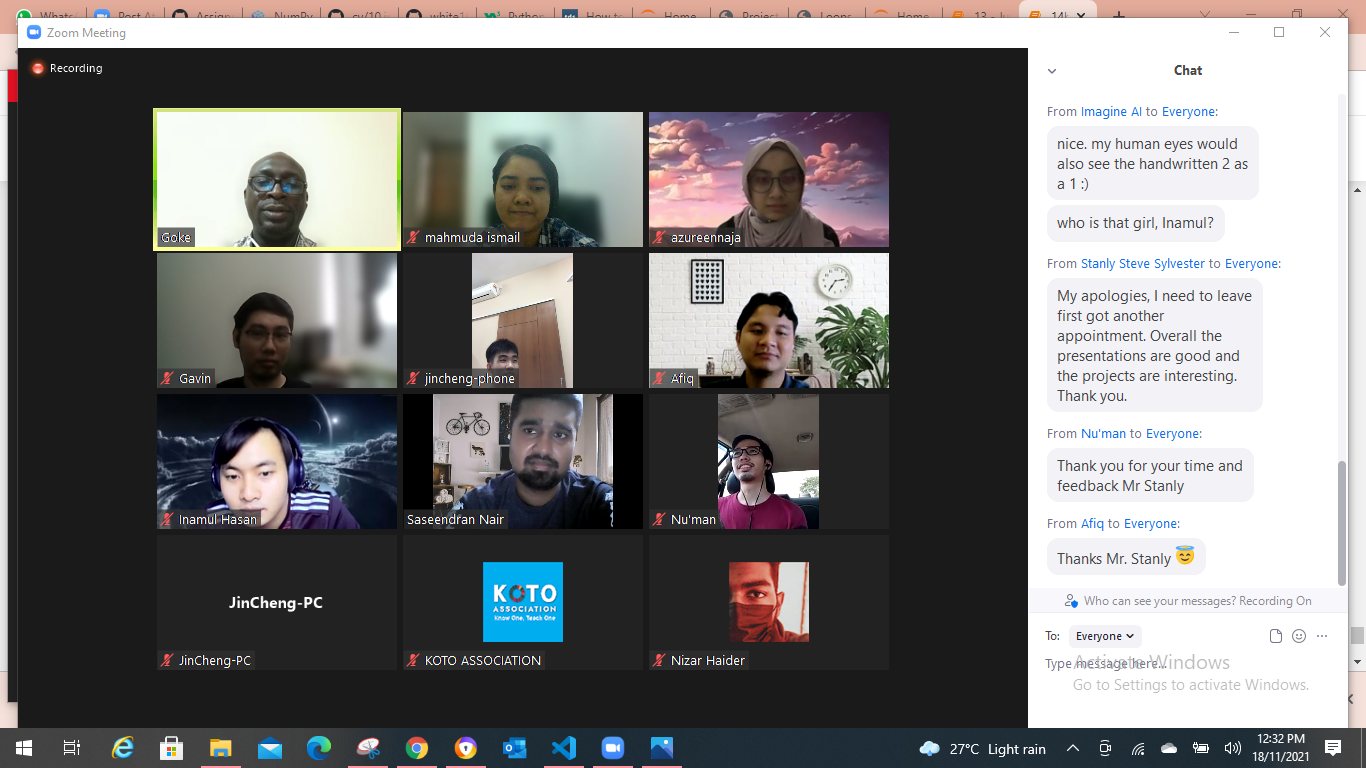 Whats
Post At
Assign
NumPy
cv/10 i
white1
Python
How to
Home
Project
Loops
Home
13 - Ju
14b
Zoom Meeting
Recording
Goke
mahmuda ismail
azureennaja
Gavin
jincheng-phone
Afiq
Inamul Hasan
Saseendran Nair
Nu'man
JinCheng-PC
JinCheng-PC
KOTO
ASSOCIATION
Know One, Teach One
KOTO ASSOCIATION
Nizar Haider
Chat
From Imagine AI to Everyone:
nice. my human eyes would
also see the handwritten 2 as
a 1 :)
who is that girl, Inamul?
From Stanly Steve Sylvester to Everyone:
My apologies, I need to leave
first got another
appointment. Overall the
presentations are good and
the projects are interesting.
Thank you.
From Nu'man to Everyone:
Thank you for your time and
feedback Mr Stanly
From Afiq to Everyone:
Thanks Mr. Stanly 😇
Who can see your messages? Recording On
To: Everyone
Type message here...
Activate Windows
Go to Settings to activate Windows.
27°C Light rain
12:32 PM
18/11/2021